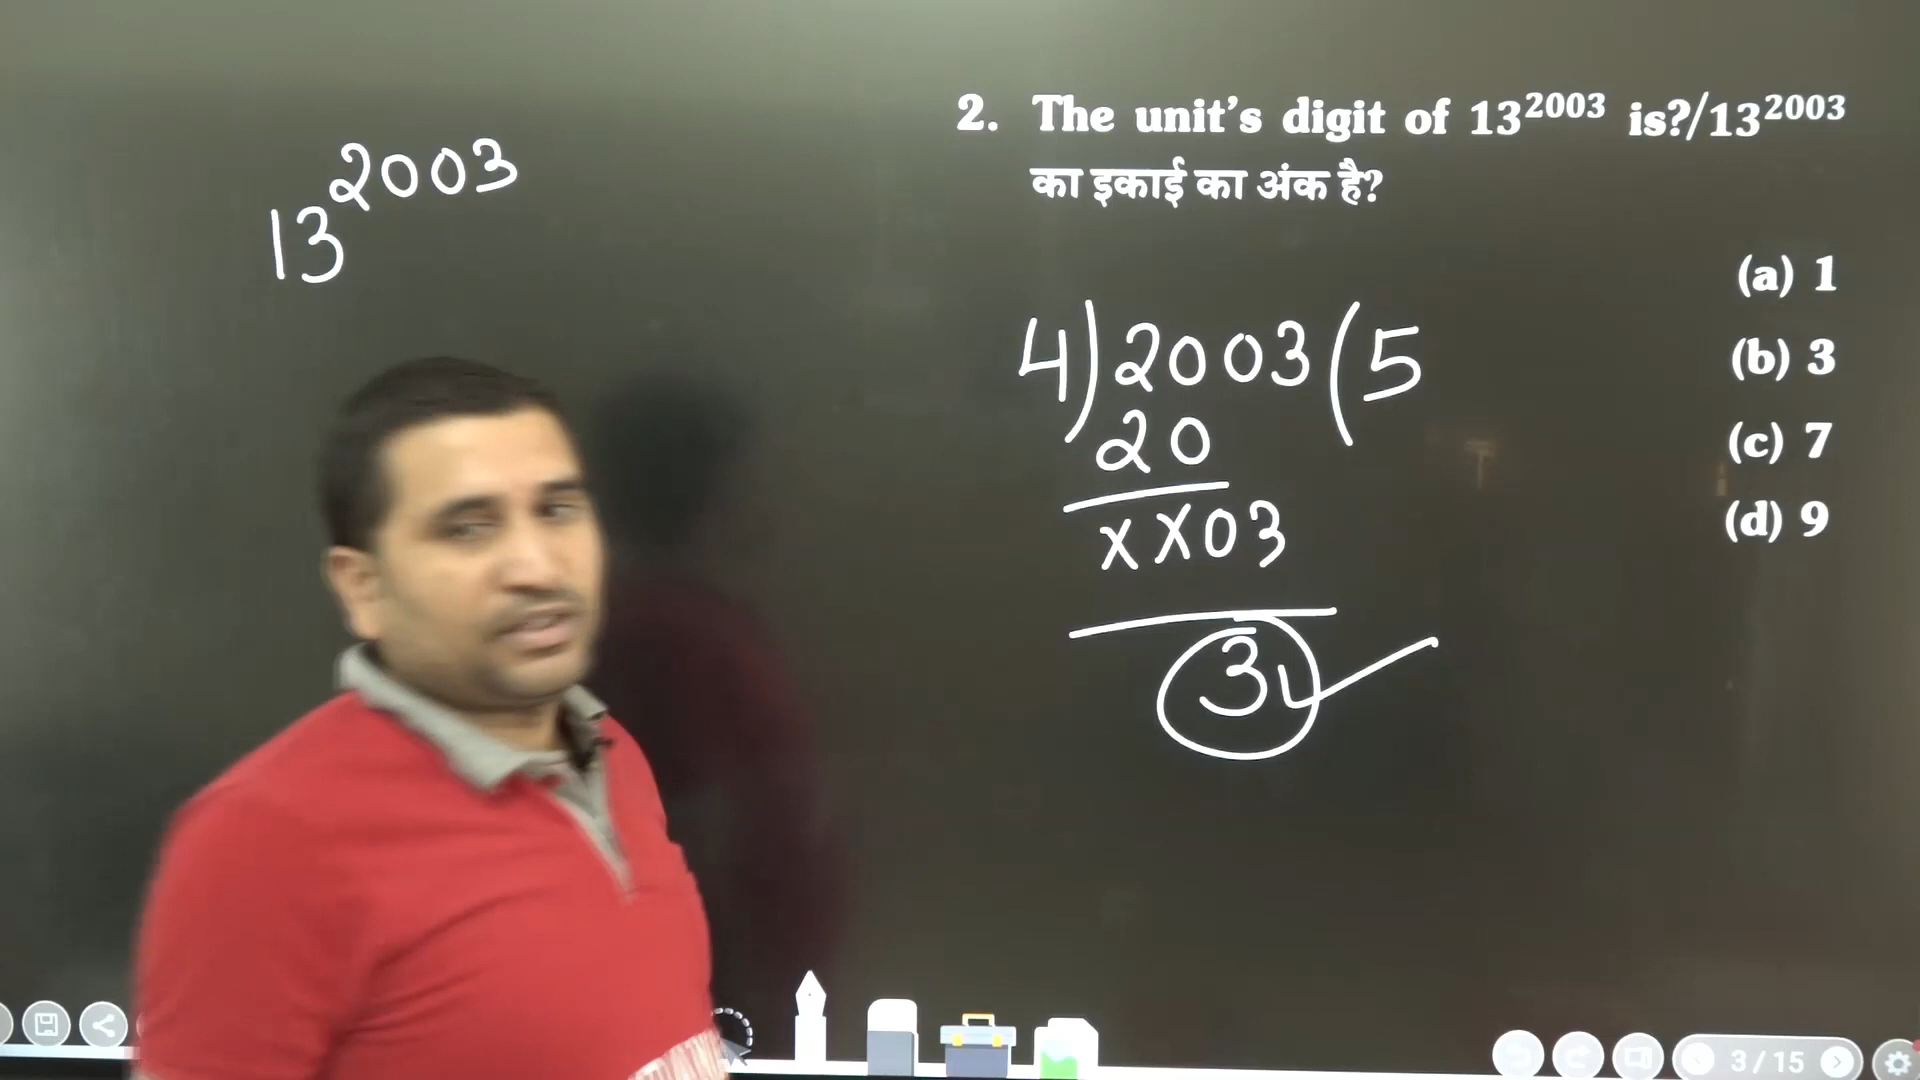 13^2003
2. The unit's digit of 13^2003 is?/13^2003
का इकाई का अंक है?
(a) 1
(b) 3
(c) 7
(d) 9
4)2003(5
20
xx03
3
3/15